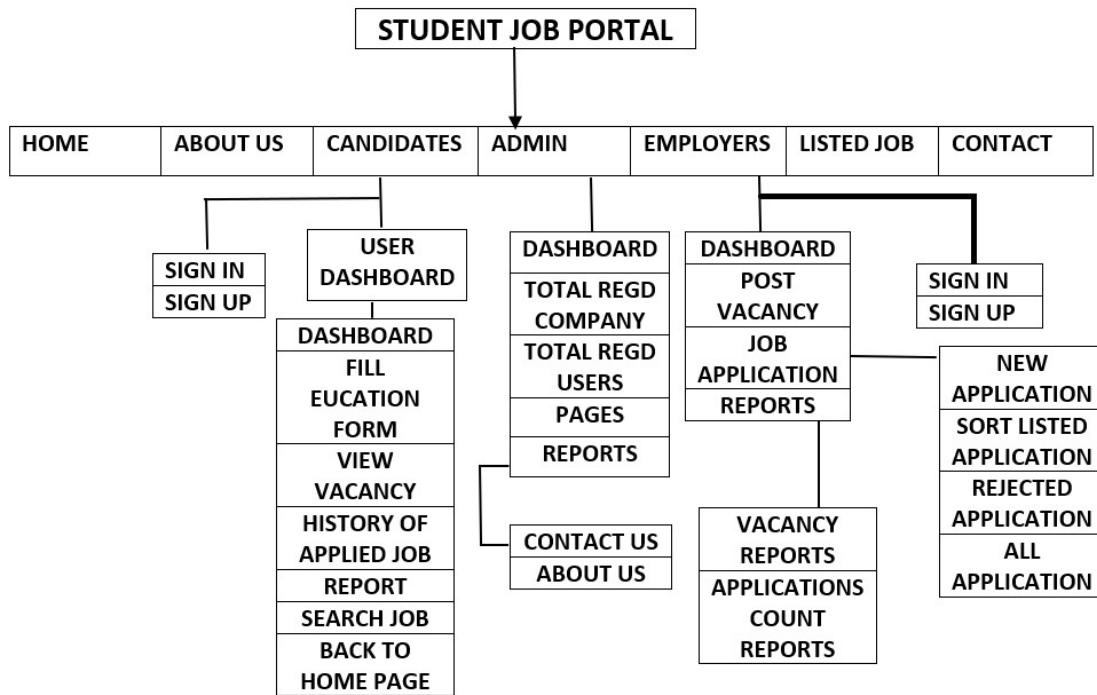 STUDENT JOB PORTAL
HOME ABOUT US CANDIDATES ADMIN EMPLOYERS LISTED JOB CONTACT
SIGN IN
SIGN UP
USER
DASHBOARD
DASHBOARD
FILL
EUCATION
FORM
VIEW
VACANCY
HISTORY OF
APPLIED JOB
REPORT
SEARCH JOB
BACK TO
HOME PAGE
DASHBOARD
TOTAL REGD
COMPANY
TOTAL REGD
USERS
PAGES
REPORTS
CONTACT US
ABOUT US
DASHBOARD
POST
VACANCY
JOB
APPLICATION
REPORTS
VACANCY
REPORTS
APPLICATIONS
COUNT
REPORTS
SIGN IN
SIGN UP
NEW
APPLICATION
SORT LISTED
APPLICATION
REJECTED
APPLICATION
ALL
APPLICATION